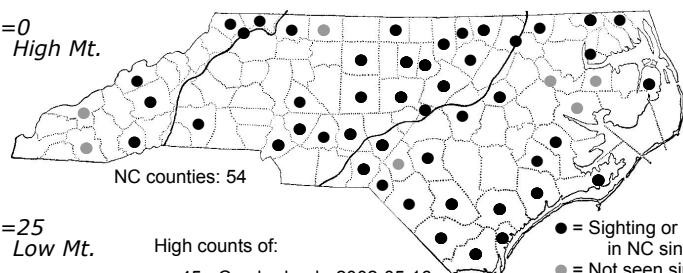 =0
High Mt.
NC counties: 54
=25
Low Mt.
High counts of:
● = Sighting or
in NC sin
● = Not seen si